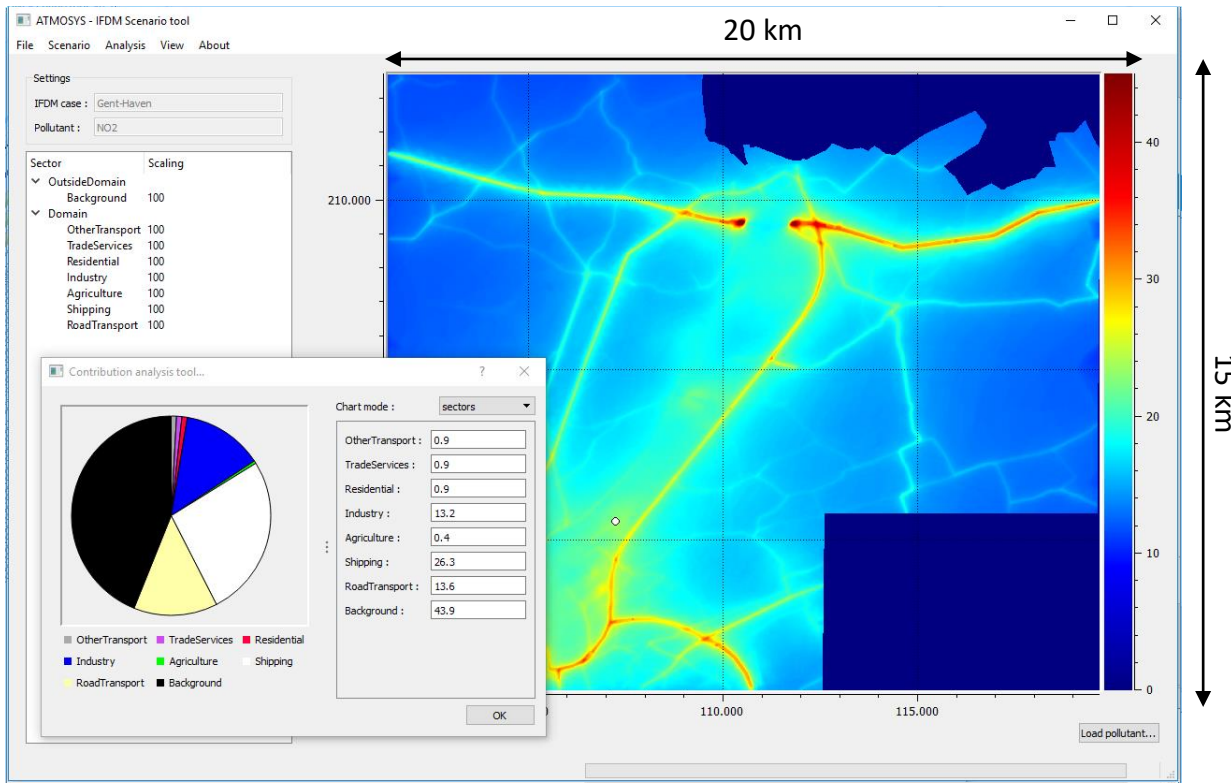 ATMOSYS - IFDM Scenario tool
20 km
File Scenario Analysis View About
Settings
IFDM case : Gent-Haven
Pollutant : NO2
Sector Scaling
OutsideDomain
Background 100
Domain
OtherTransport 100
TradeServices 100
Residential 100
Industry 100
Agriculture 100
Shipping 100
RoadTransport 100
210.000
40
30
20
10
0
15 km
Contribution analysis tool... ?
Chart mode : sectors
OtherTransport : 0.9
TradeServices : 0.9
Residential : 0.9
Industry : 13.2
Agriculture : 0.4
Shipping : 26.3
RoadTransport : 13.6
Background : 43.9
OtherTransport TradeServices Residential
Industry Agriculture Shipping
RoadTransport Background
OK
110.000 115.000
Load pollutant...